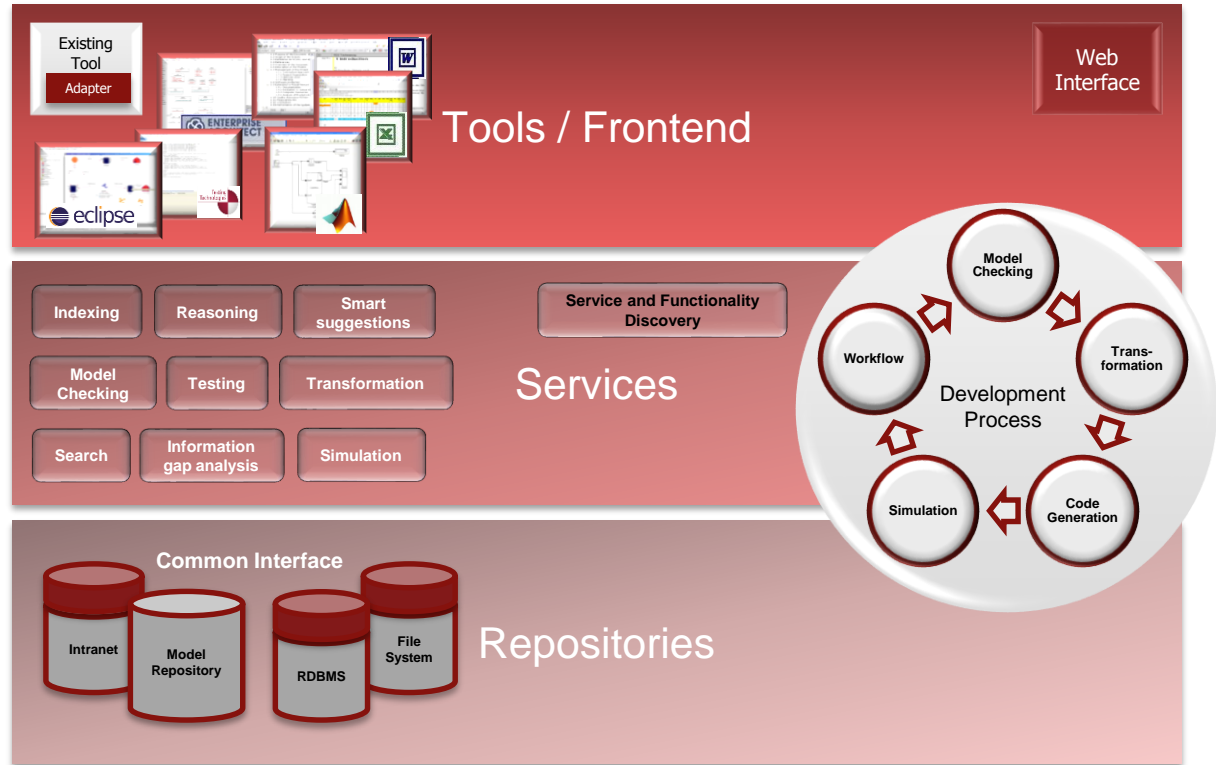 Existing
Tool
Adapter
W
ENTERPRISE
Testing
Technologies
eclipse
Tools / Frontend
Web
Interface
Indexing
Reasoning
Smart
suggestions
Service and Functionality
Discovery
Model
Checking
Testing
Transformation
Services
Search
Information
gap analysis
Simulation
Model
Checking
Trans-
formation
Code
Generation
Simulation
Workflow
Development
Process
Common Interface
Intranet
Model
Repository
RDBMS
File
System
Repositories